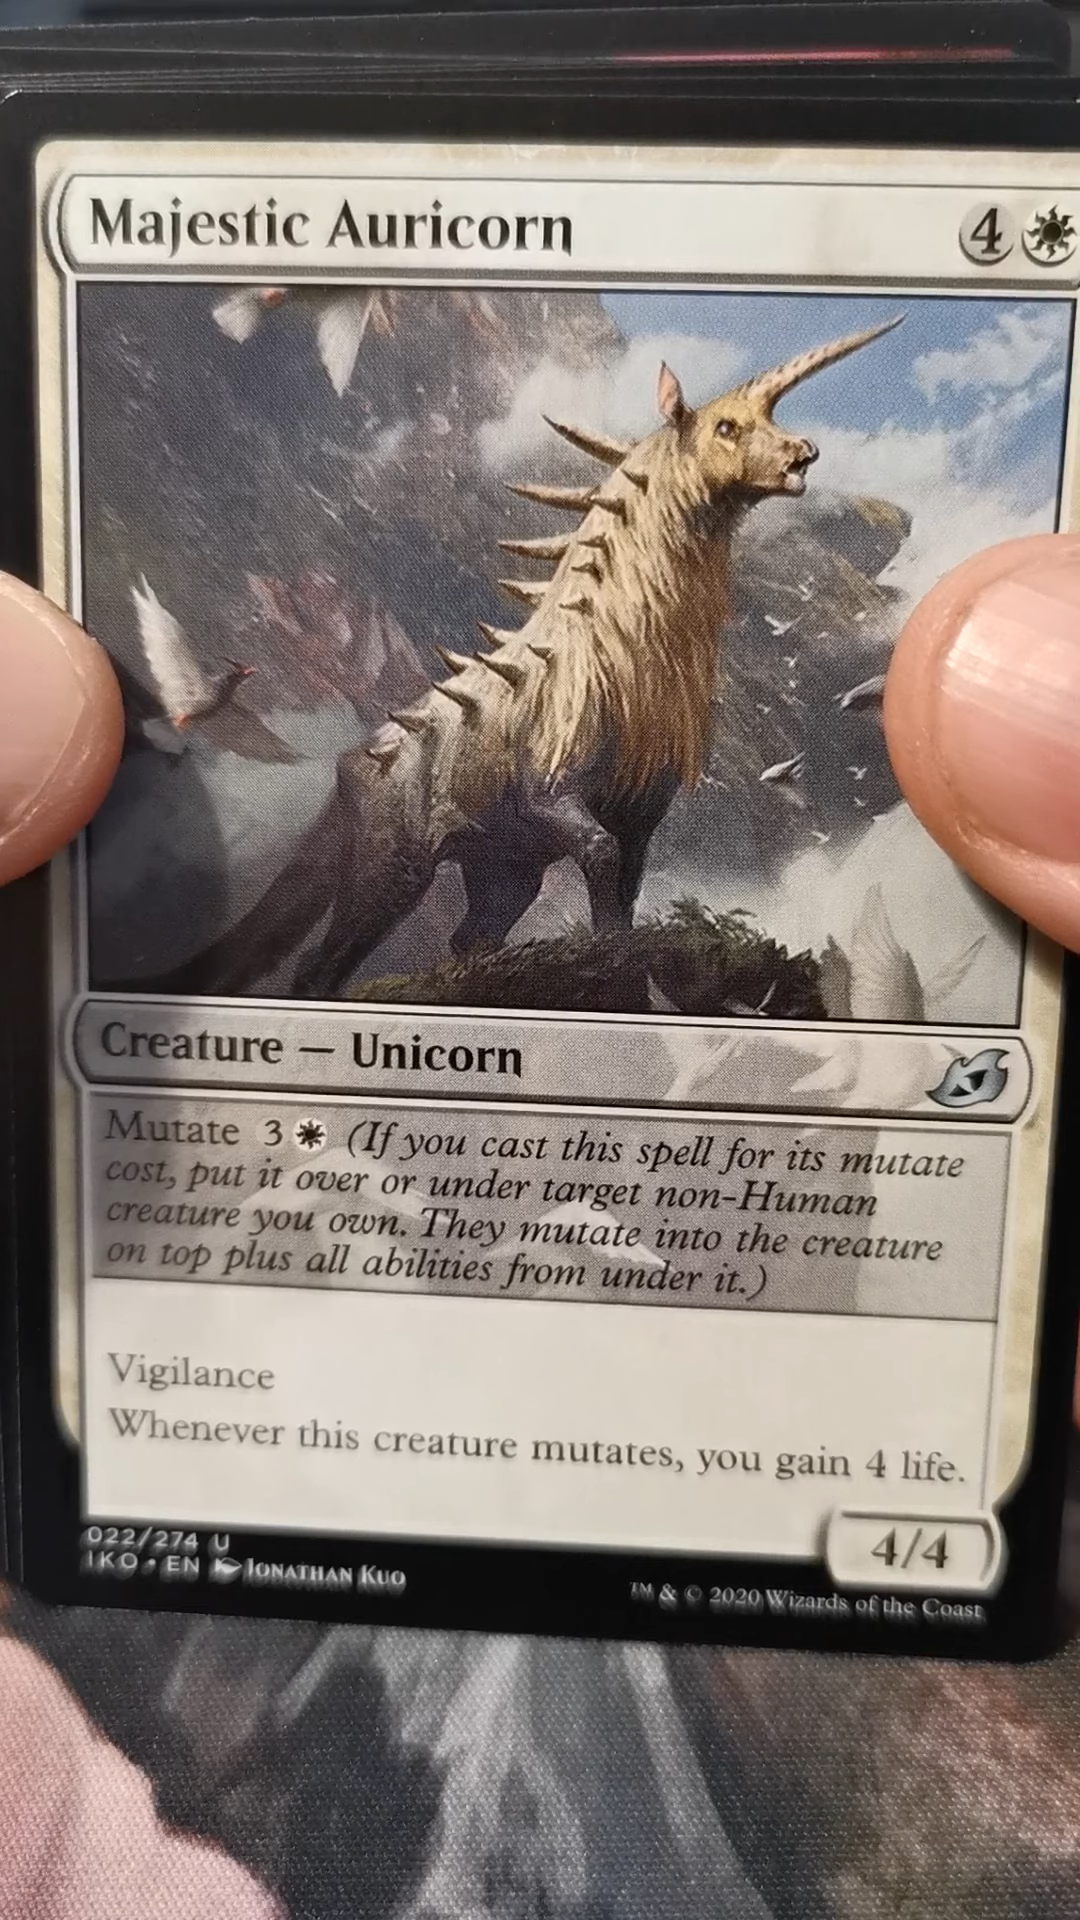 Majestic Auricorn 4
Creature — Unicorn
Mutate 3 (If you cast this spell for its mutate
cost, put it over or under target non-Human
creature you own. They mutate into the creature
on top plus all abilities from under it.)
Vigilance
Whenever this creature mutates, you gain 4 life.
4/4
022/274 U
IKO • EN Jonathan Kuo
™ & © 2020 Wizards of the Coast